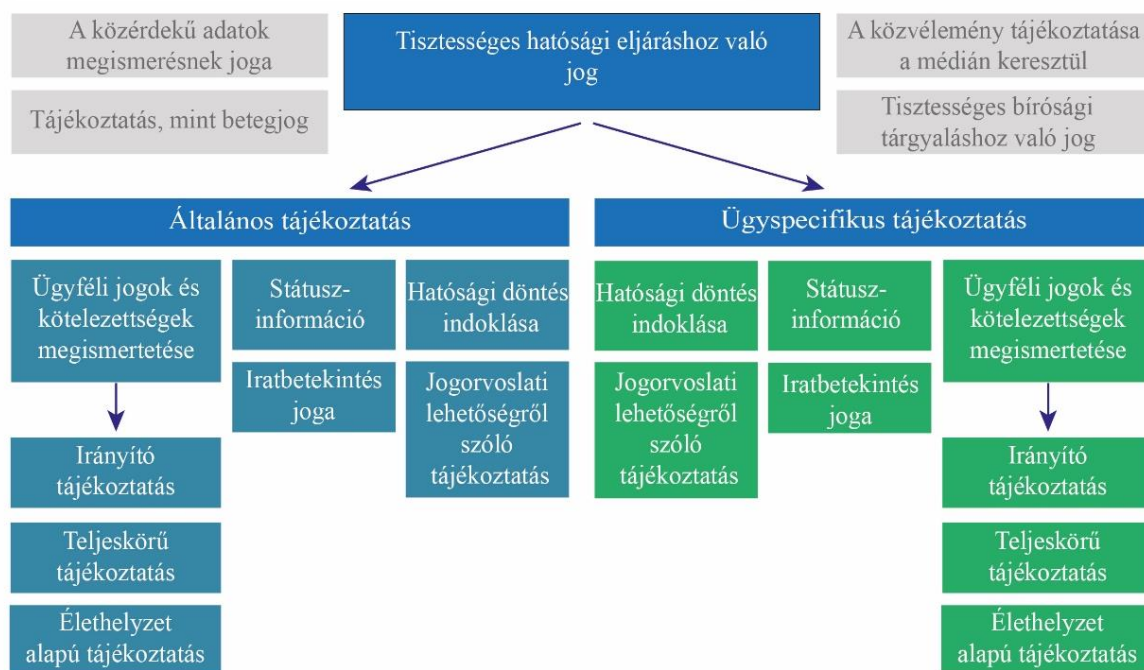 A közérdekű adatok
megismerésnek joga
Tájékoztatás, mint betegjog
Tisztességes hatósági eljáráshoz való
jog
A közvélemény tájékoztatása
a médián keresztül
Tisztességes bírósági
tárgyaláshoz való jog
Általános tájékoztatás
Ügyspecifikus tájékoztatás
Ügyféli jogok és
kötelezettségek
megismertetése
Státusz-
információ
Hatósági döntés
indoklása
Iratbetekintés
joga
Jogorvoslati
lehetőségről
szóló
tájékoztatás
Irányító
tájékoztatás
Teljeskörű
tájékoztatás
Élethelyzet
alapú tájékoztatás
Hatósági döntés
indoklása
Státusz-
információ
Ügyféli jogok és
kötelezettségek
megismertetése
Jogorvoslati
lehetőségről
szóló
tájékoztatás
Iratbetekintés
joga
Irányító
tájékoztatás
Teljeskörű
tájékoztatás
Élethelyzet
alapú tájékoztatás